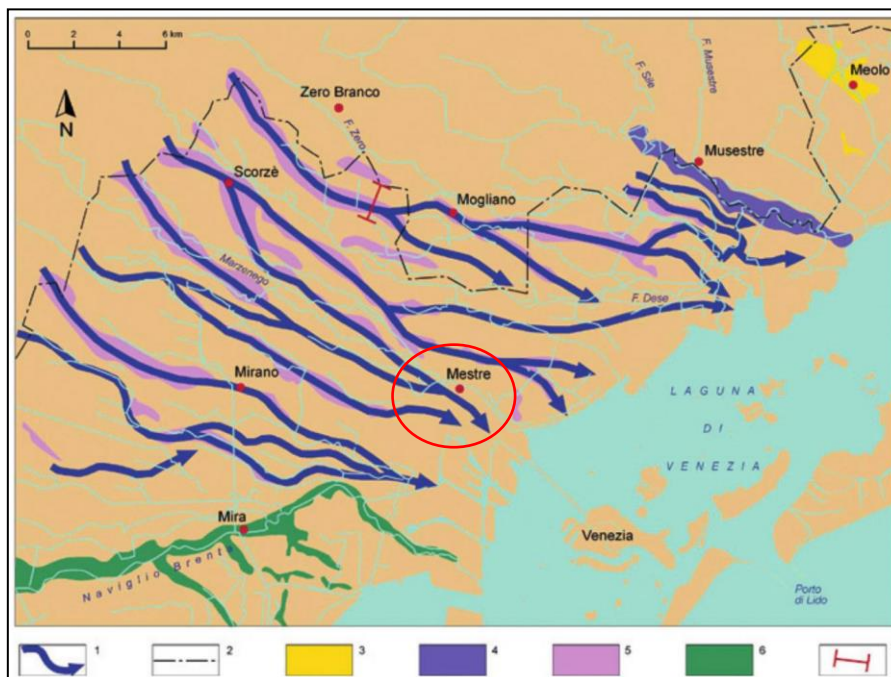 0 2 4 6 km
N
Zero Branco
F. Zero
F. Sile
F. Musestre
Meolo
Musestre
Scorzè
Mogliano
Marzenego
F. Dese
Mirano
Mestre
LAGUNA
DI
VENEZIA
Mira
Naviglio Brenta
Venezia
Porto
di Lido
1 2 3 4 5 6 7